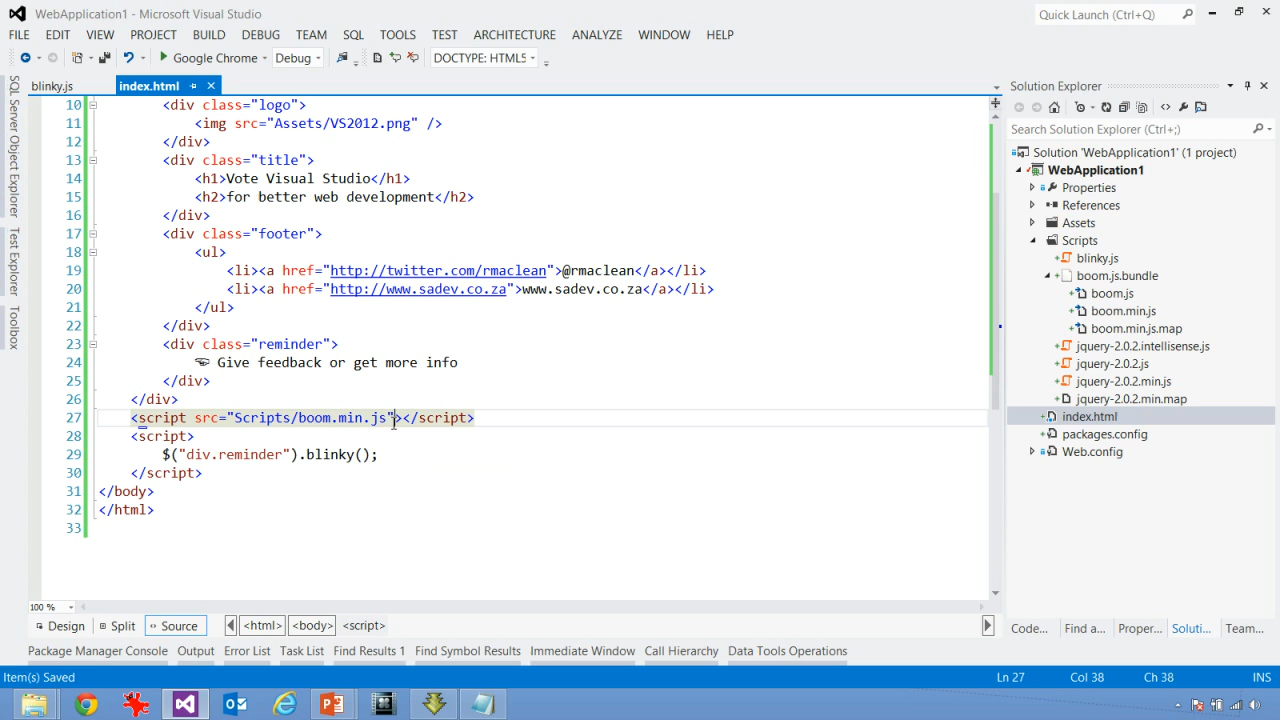 WebApplication1 - Microsoft Visual Studio
Quick Launch (Ctrl+Q)
FILE EDIT VIEW PROJECT BUILD DEBUG TEAM SQL TOOLS TEST ARCHITECTURE ANALYZE WINDOW HELP
Google Chrome Debug DOCTYPE: HTML5
SQL Server Object Explorer
Test Explorer
Toolbox
blinky.js index.html
10 <div class="logo">
11 <img src="Assets/VS2012.png" />
12 </div>
13 <div class="title">
14 <h1>Vote Visual Studio</h1>
15 <h2>for better web development</h2>
16 </div>
17 <div class="footer">
18 <ul>
19 <li><a href="http://twitter.com/rmaclean">@rmaclean</a></li>
20 <li><a href="http://www.sadev.co.za">www.sadev.co.za</a></li>
21 </ul>
22 </div>
23 <div class="reminder">
24 ☜ Give feedback or get more info
25 </div>
26 </div>
27 <script src="Scripts/boom.min.js"></script>
28 <script>
29 $("div.reminder").blinky();
30 </script>
31 </body>
32 </html>
33
100 %
Design Split Source <html> <body> <script>
Solution Explorer
Search Solution Explorer (Ctrl+;)
Solution 'WebApplication1' (1 project)
WebApplication1
Properties
References
Assets
Scripts
blinky.js
boom.js.bundle
boom.js
boom.min.js
boom.min.js.map
jquery-2.0.2.intellisense.js
jquery-2.0.2.js
jquery-2.0.2.min.js
jquery-2.0.2.min.map
index.html
packages.config
Web.config
Code... Find a... Proper... Soluti... Team...
Package Manager Console Output Error List Task List Find Results 1 Find Symbol Results Immediate Window Call Hierarchy Data Tools Operations
Item(s) Saved Ln 27 Col 38 Ch 38 INS